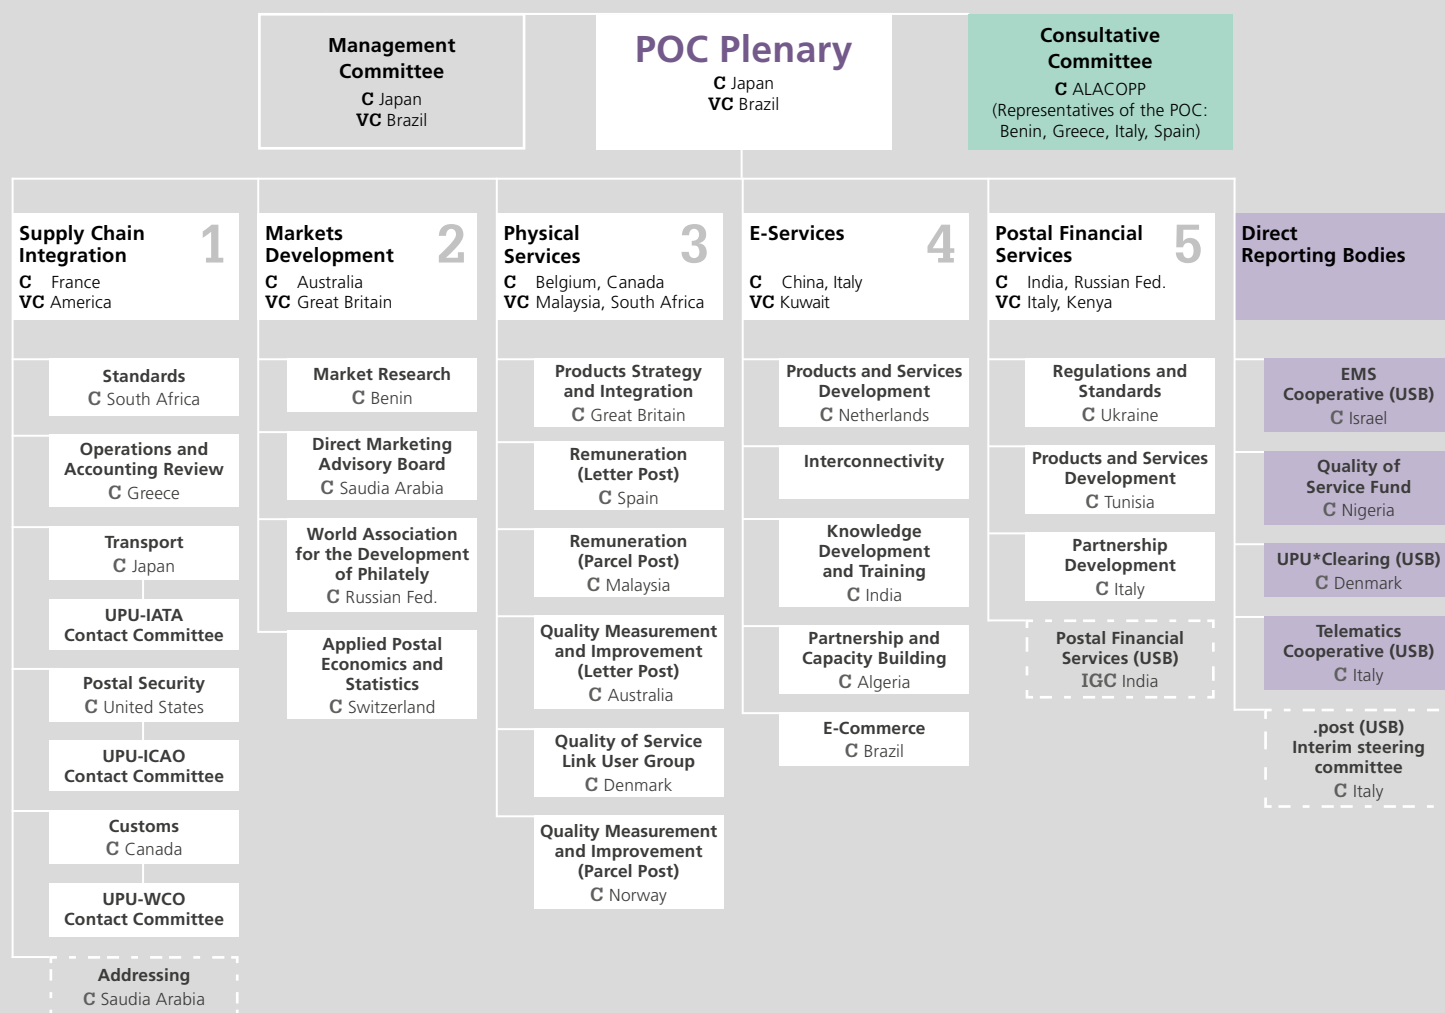 Management
Committee
C Japan
VC Brazil
POC Plenary
C Japan
VC Brazil
Consultative
Committee
C ALACOPP
(Representatives of the POC:
Benin, Greece, Italy, Spain)
Supply Chain
Integration
1
C France
VC America
Standards
C South Africa
Operations and
Accounting Review
C Greece
Transport
C Japan
UPU-IATA
Contact Committee
Postal Security
C United States
UPU-ICAO
Contact Committee
Customs
C Canada
UPU-WCO
Contact Committee
Addressing
C Saudia Arabia
Markets
Development
2
C Australia
VC Great Britain
Market Research
C Benin
Direct Marketing
Advisory Board
C Saudia Arabia
World Association
for the Development
of Philately
C Russian Fed.
Applied Postal
Economics and
Statistics
C Switzerland
Physical
Services
3
C Belgium, Canada
VC Malaysia, South Africa
Products Strategy
and Integration
C Great Britain
Remuneration
(Letter Post)
C Spain
Remuneration
(Parcel Post)
C Malaysia
Quality Measurement
and Improvement
(Letter Post)
C Australia
Quality of Service
Link User Group
C Denmark
Quality Measurement
and Improvement
(Parcel Post)
C Norway
E-Services
4
C China, Italy
VC Kuwait
Products and Services
Development
C Netherlands
Interconnectivity
Knowledge
Development
and Training
C India
Partnership and
Capacity Building
C Algeria
E-Commerce
C Brazil
Postal Financial
Services
5
C India, Russian Fed.
VC Italy, Kenya
Regulations and
Standards
C Ukraine
Products and Services
Development
C Tunisia
Partnership
Development
C Italy
Postal Financial
Services (USB)
IGC India
Direct
Reporting Bodies
EMS
Cooperative (USB)
C Israel
Quality of
Service Fund
C Nigeria
UPU*Clearing (USB)
C Denmark
Telematics
Cooperative (USB)
C Italy
.post (USB)
Interim steering
committee
C Italy